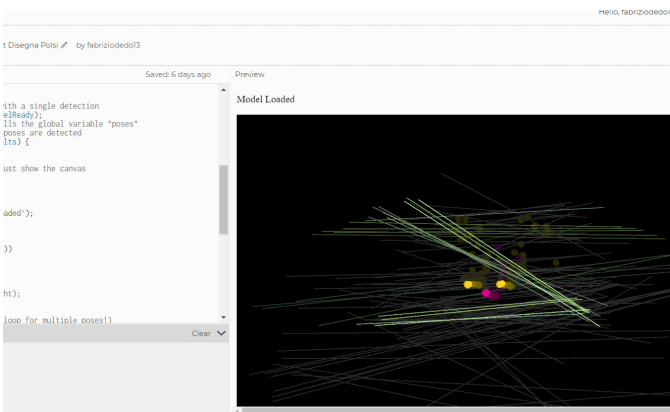 Hello, fabriziodedo1
t Disegna Polsi by fabriziodedo13
Saved: 6 days ago
Preview
Model Loaded
with a single detection
elReady);
lls the global variable "poses"
poses are detected
lts) {
ust show the canvas
aded');
))
ht);
loop for multiple poses!)
Clear